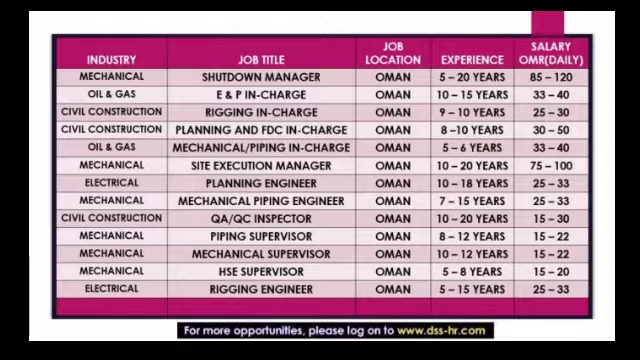 INDUSTRY JOB TITLE JOB LOCATION EXPERIENCE SALARY OMR(DAILY)
MECHANICAL SHUTDOWN MANAGER OMAN 5 – 20 YEARS 85 – 120
OIL & GAS E & P IN-CHARGE OMAN 10 – 15 YEARS 33 – 40
CIVIL CONSTRUCTION RIGGING IN-CHARGE OMAN 9 – 10 YEARS 25 – 30
CIVIL CONSTRUCTION PLANNING AND FDC IN-CHARGE OMAN 8 –10 YEARS 30 – 50
OIL & GAS MECHANICAL/PIPING IN-CHARGE OMAN 5 – 6 YEARS 33 – 40
MECHANICAL SITE EXECUTION MANAGER OMAN 10 – 20 YEARS 75 – 100
ELECTRICAL PLANNING ENGINEER OMAN 10 – 18 YEARS 25 – 33
MECHANICAL MECHANICAL PIPING ENGINEER OMAN 7 – 15 YEARS 25 – 33
CIVIL CONSTRUCTION QA/QC INSPECTOR OMAN 10 – 20 YEARS 15 – 30
MECHANICAL PIPING SUPERVISOR OMAN 8 – 12 YEARS 15 – 22
MECHANICAL MECHANICAL SUPERVISOR OMAN 10 – 12 YEARS 15 – 22
MECHANICAL HSE SUPERVISOR OMAN 5 – 8 YEARS 15 – 20
ELECTRICAL RIGGING ENGINEER OMAN 5 – 15 YEARS 25 – 33
For more opportunities, please log on to www.dss-hr.com